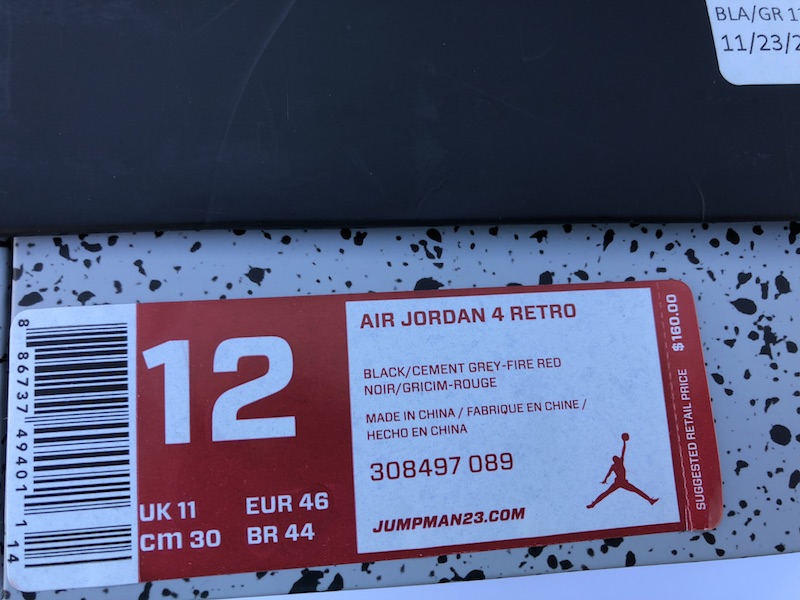 BLA/GR
11/23/
8 86737 49401 1 14
12
UK 11 EUR 46
cm 30 BR 44
AIR JORDAN 4 RETRO
BLACK/CEMENT GREY-FIRE RED
NOIR/GRICIM-ROUGE
MADE IN CHINA / FABRIQUE EN CHINE /
HECHO EN CHINA
308497 089
JUMPMAN23.COM
SUGGESTED RETAIL PRICE $160.00